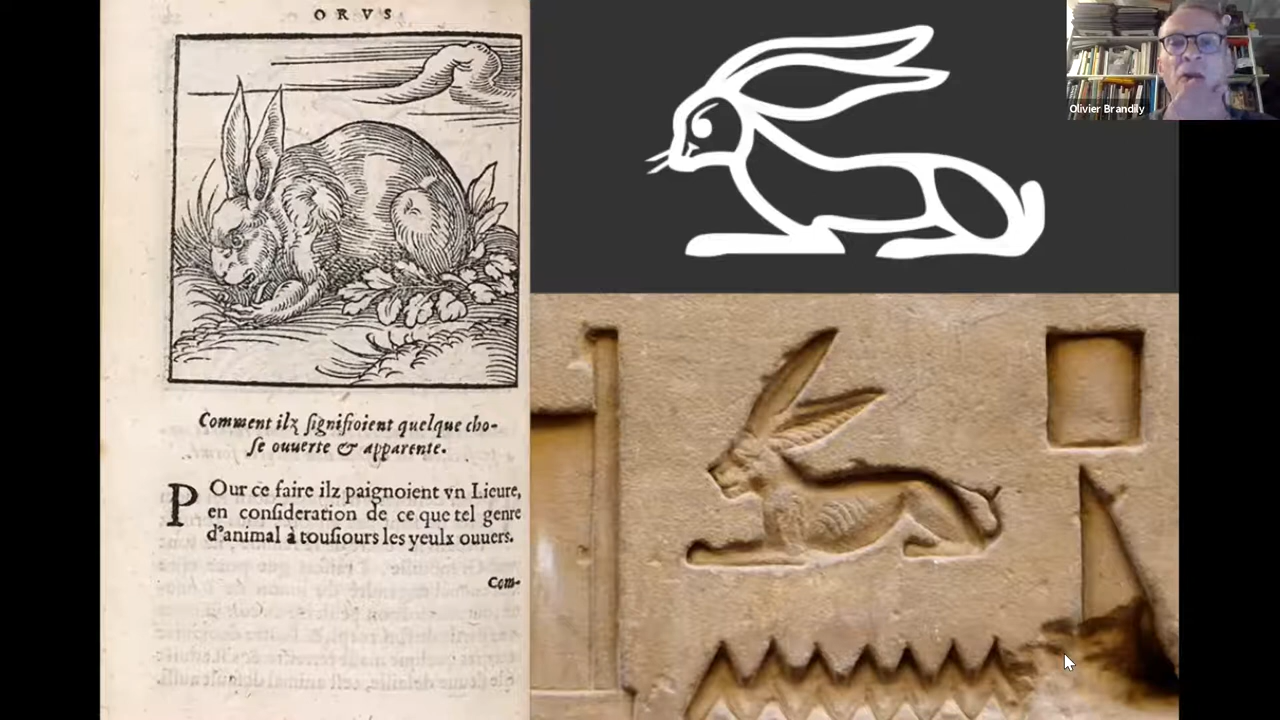 ORVS
Comment ilz signifioient quelque cho-
se ouuerte & apparente.
POur ce faire ilz paignoient vn Lieure,
en consideration de ce que tel genre
d'animal à tousiours les yeulx ouuers.
Com-
Olivier Brandily